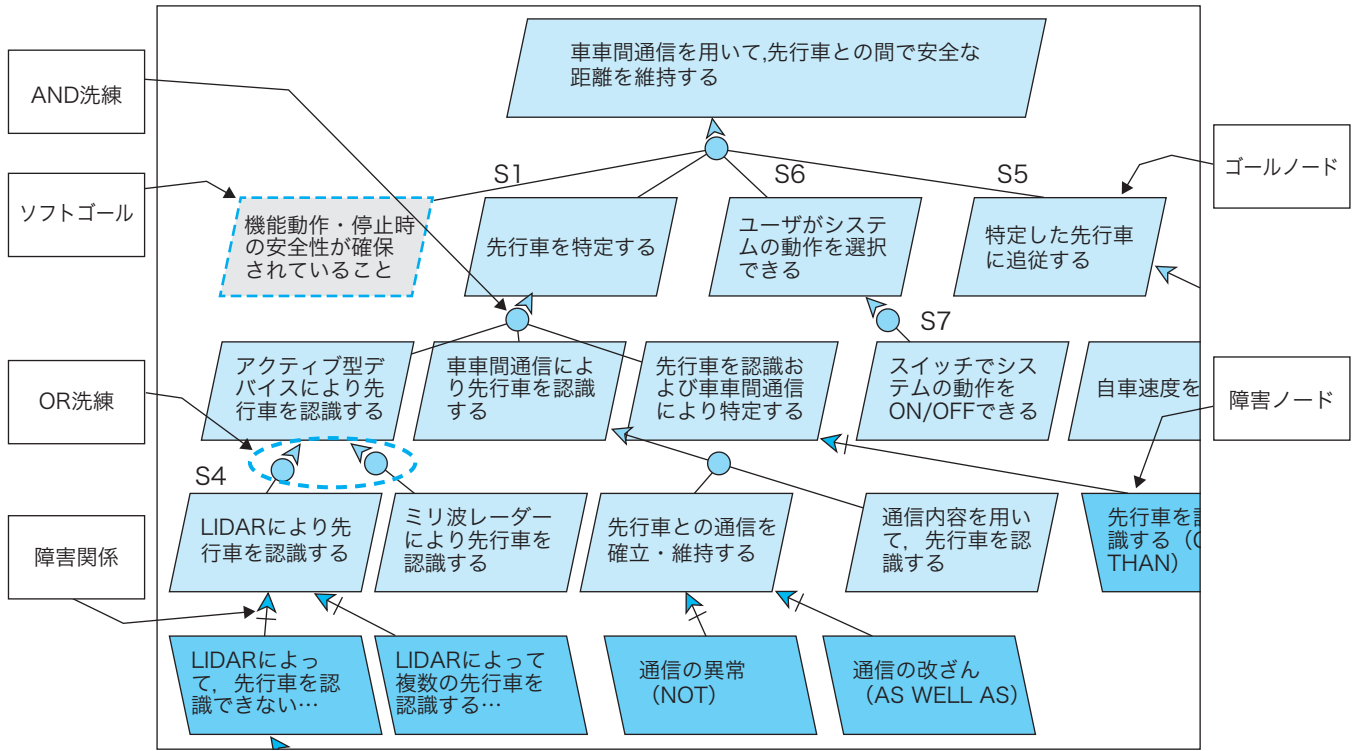 車車間通信を用いて,先行車との間で安全な
距離を維持する
AND洗練
ソフトゴール
OR洗練
障害関係
ゴールノード
障害ノード
S1
S6
S5
機能動作・停止時
の安全性が確保
されていること
先行車を特定する
ユーザがシステ
ムの動作を選択
できる
特定した先行車
に追従する
S7
アクティブ型デ
バイスにより先
行車を認識する
車車間通信によ
り先行車を認識
する
先行車を認識お
よび車車間通信
により特定する
スイッチでシス
テムの動作を
ON/OFFできる
自車速度を
S4
LIDARにより先
行車を認識する
ミリ波レーダー
により先行車を
認識する
先行車との通信を
確立・維持する
通信内容を用い
て，先行車を認
識する
先行車を
識する（
THAN）
LIDARによっ
て，先行車を認
識できない…
LIDARによって
複数の先行車を
認識する…
通信の異常
（NOT）
通信の改ざん
（AS WELL AS）